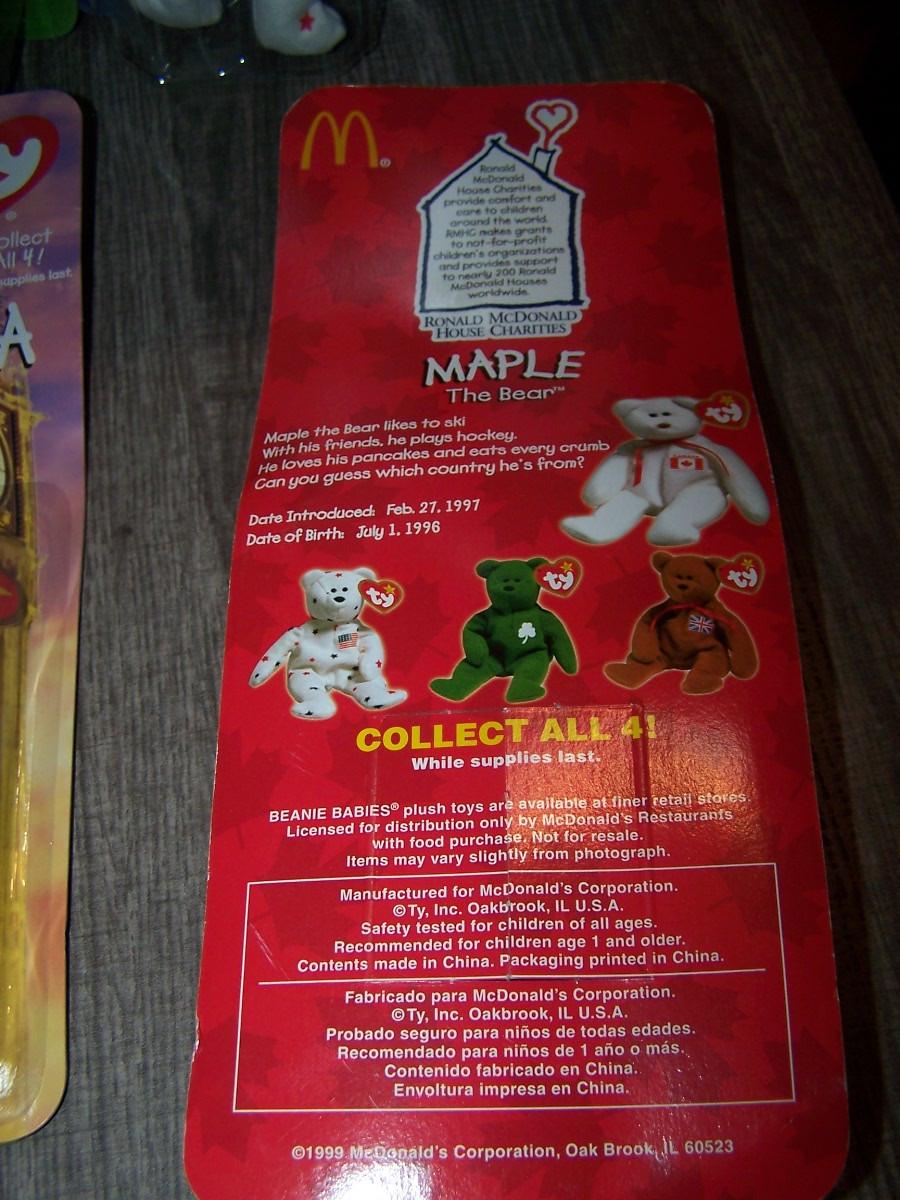 ollect
All 4!
supplies last.
A
M®
Ronald
McDonald
House Charities
provide comfort and
care to children
around the world.
RMHC makes grants
to not-for-profit
children's organizations
and provides support
to nearly 200 Ronald
McDonald Houses
worldwide.
RONALD MCDONALD
HOUSE CHARITIES
MAPLE
The Bear™
Maple the Bear likes to ski
With his friends, he plays hockey.
He loves his pancakes and eats every crumb
Can you guess which country he's from?
ty
CANADA
Date Introduced: Feb. 27, 1997
Date of Birth: July 1, 1996
ty
ty
ty
COLLECT ALL 4!
While supplies last.
BEANIE BABIES® plush toys are available at finer retail stores.
Licensed for distribution only by McDonald's Restaurants
with food purchase. Not for resale.
Items may vary slightly from photograph.
Manufactured for McDonald's Corporation.
©Ty, Inc. Oakbrook, IL U.S.A.
Safety tested for children of all ages.
Recommended for children age 1 and older.
Contents made in China. Packaging printed in China.
Fabricado para McDonald's Corporation.
©Ty, Inc. Oakbrook, IL U.S.A.
Probado seguro para niños de todas edades.
Recomendado para niños de 1 año o más.
Contenido fabricado en China.
Envoltura impresa en China.
©1999 McDonald's Corporation, Oak Brook, IL 60523